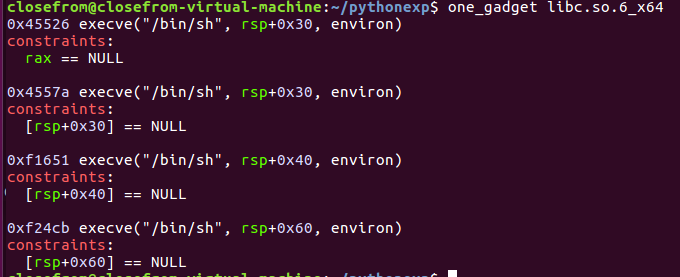 closefrom@closefrom-virtual-machine:~/pythonexp$ one_gadget libc.so.6_x64
0x45526 execve("/bin/sh", rsp+0x30, environ)
constraints:
  rax == NULL
0x4557a execve("/bin/sh", rsp+0x30, environ)
constraints:
  [rsp+0x30] == NULL
0xf1651 execve("/bin/sh", rsp+0x40, environ)
constraints:
  [rsp+0x40] == NULL
0xf24cb execve("/bin/sh", rsp+0x60, environ)
constraints:
  [rsp+0x60] == NULL
closefrom@closefrom-virtual-machine:~/pythonexp$